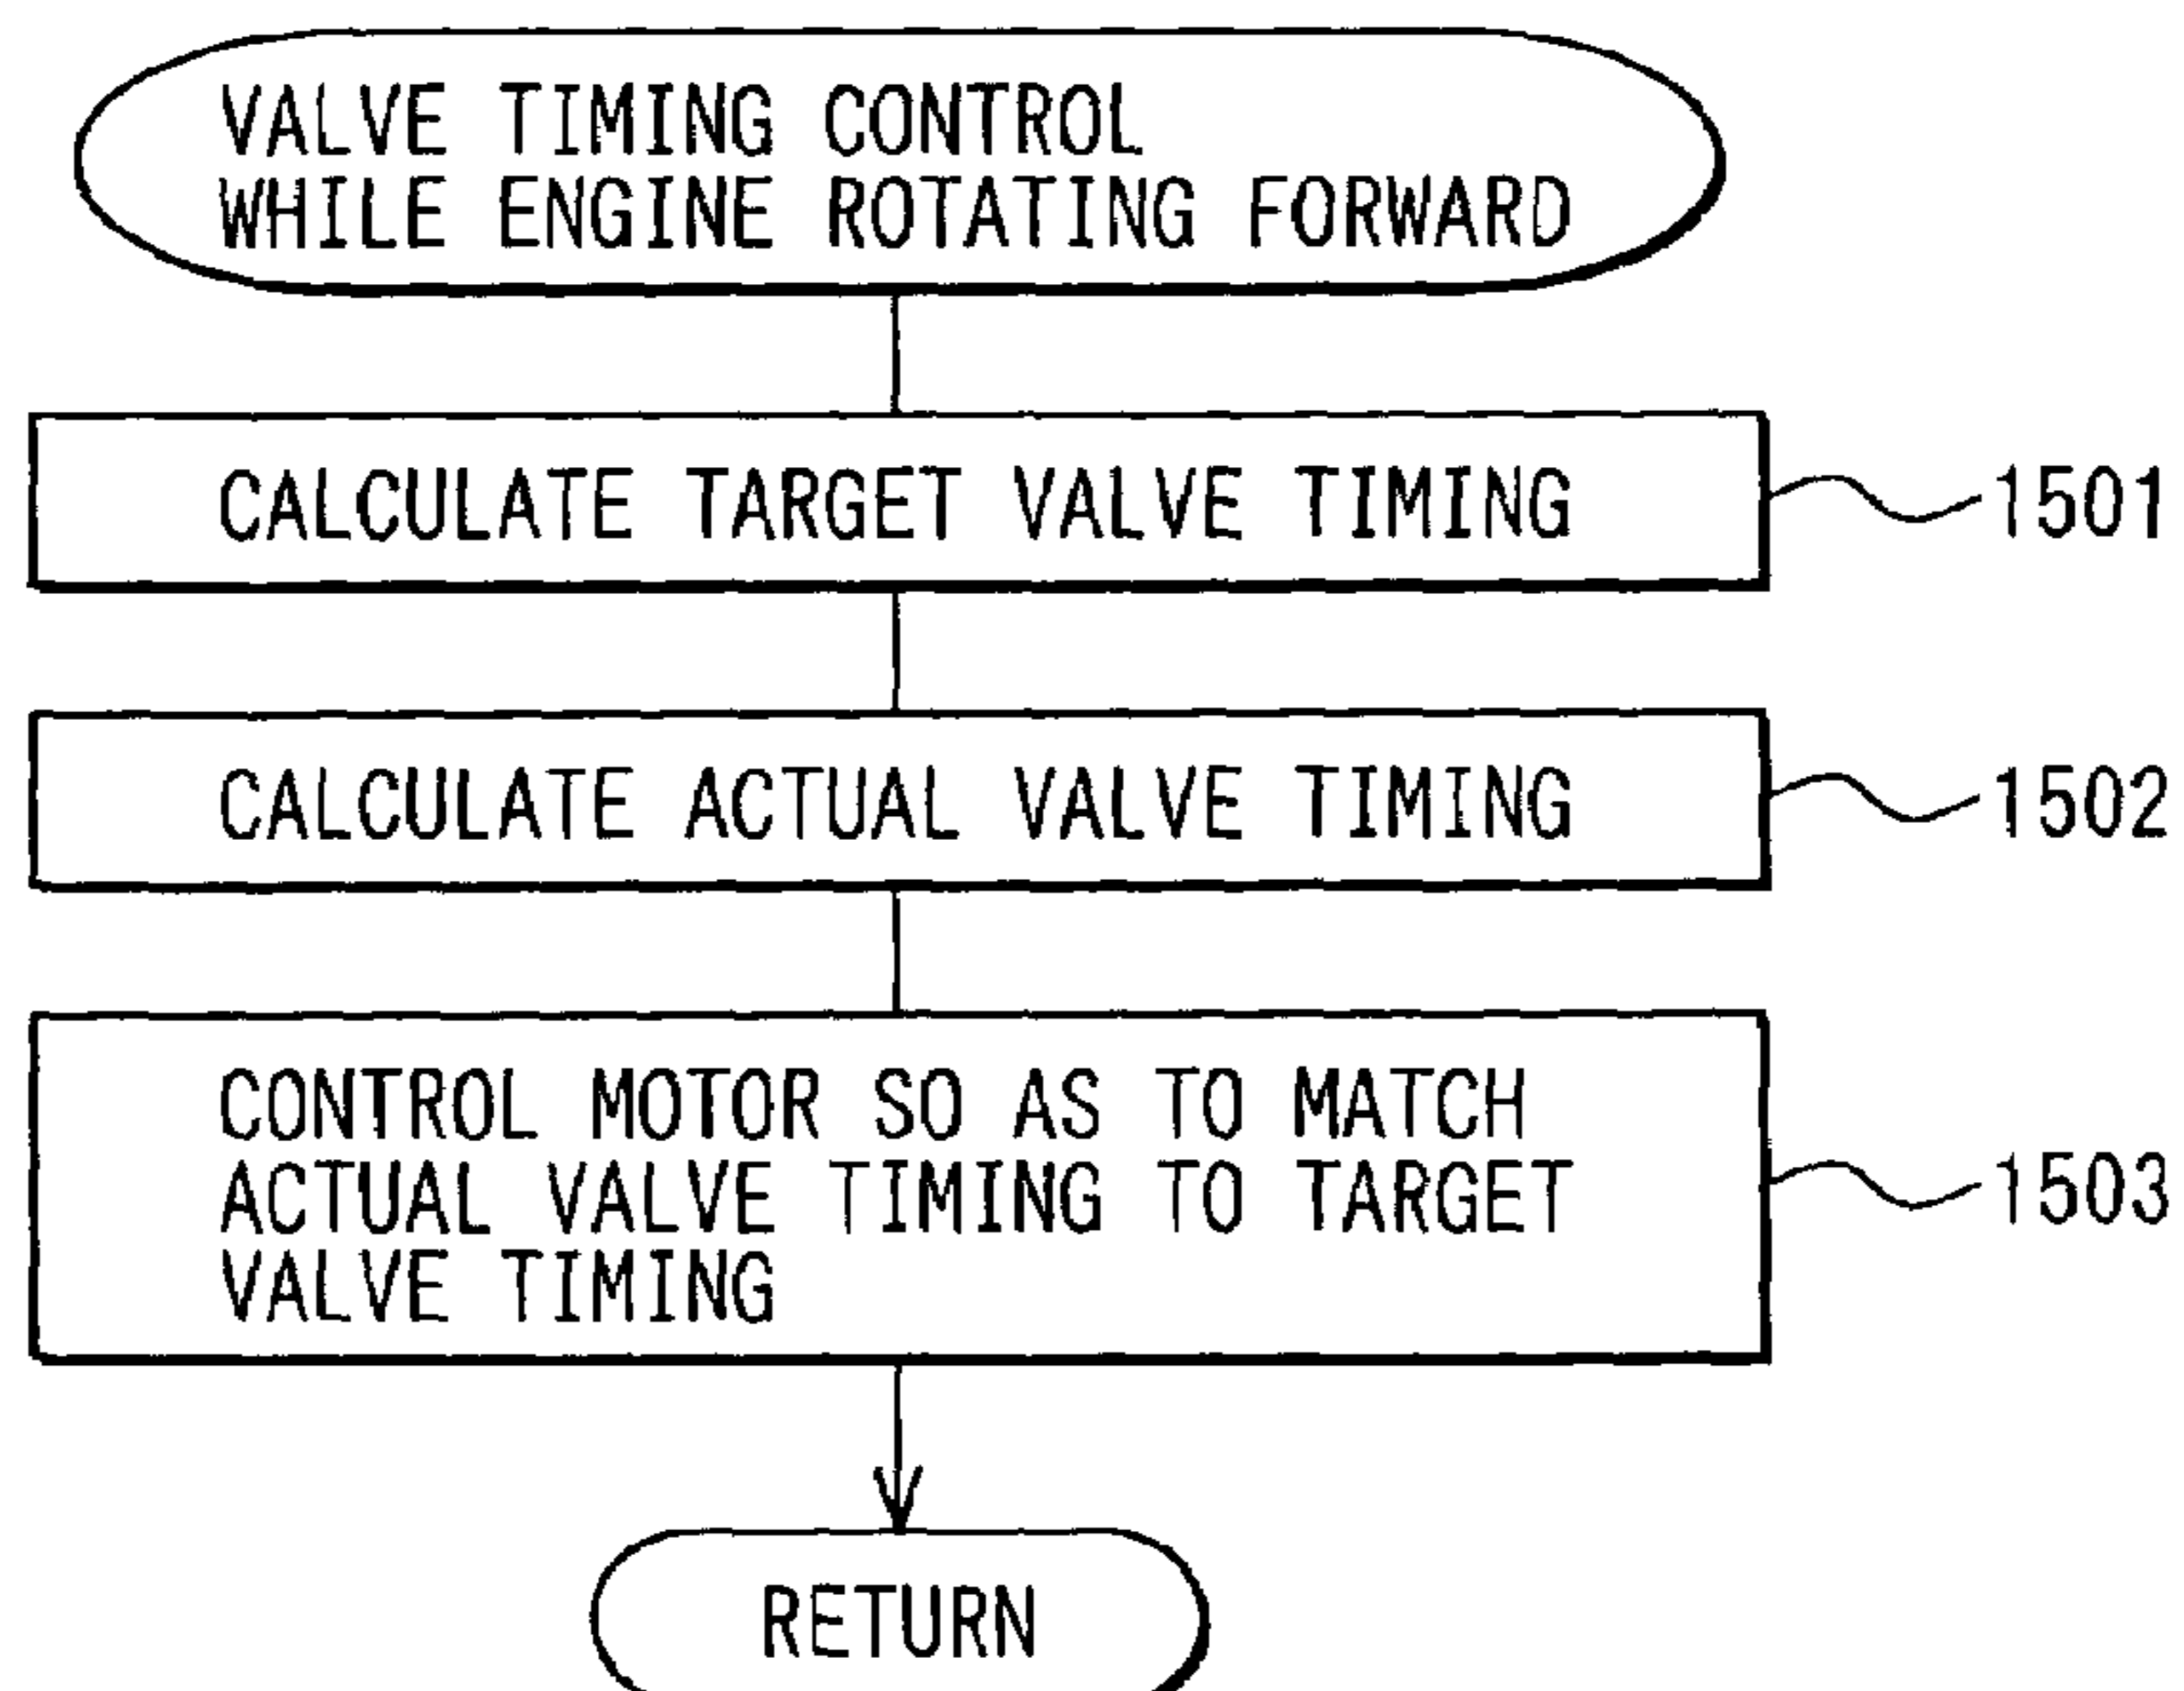 VALVE TIMING CONTROL
WHILE ENGINE ROTATING FORWARD
CALCULATE TARGET VALVE TIMING
1501
CALCULATE ACTUAL VALVE TIMING
1502
CONTROL MOTOR SO AS TO MATCH
ACTUAL VALVE TIMING TO TARGET
VALVE TIMING
1503
RETURN